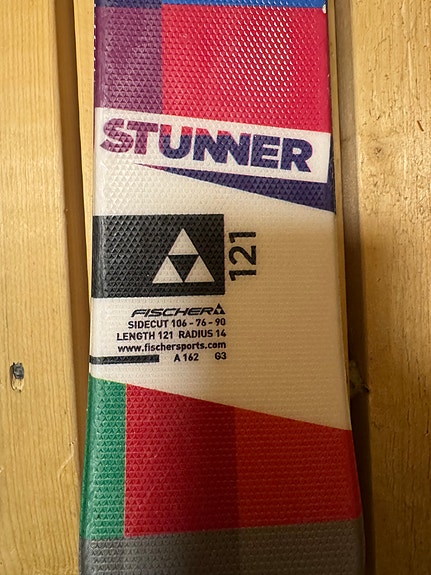 STUNNER
121
FISCHER
SIDECUT 106 - 76 - 90
LENGTH 121 RADIUS 14
www.fischersports.com
A 162 G3